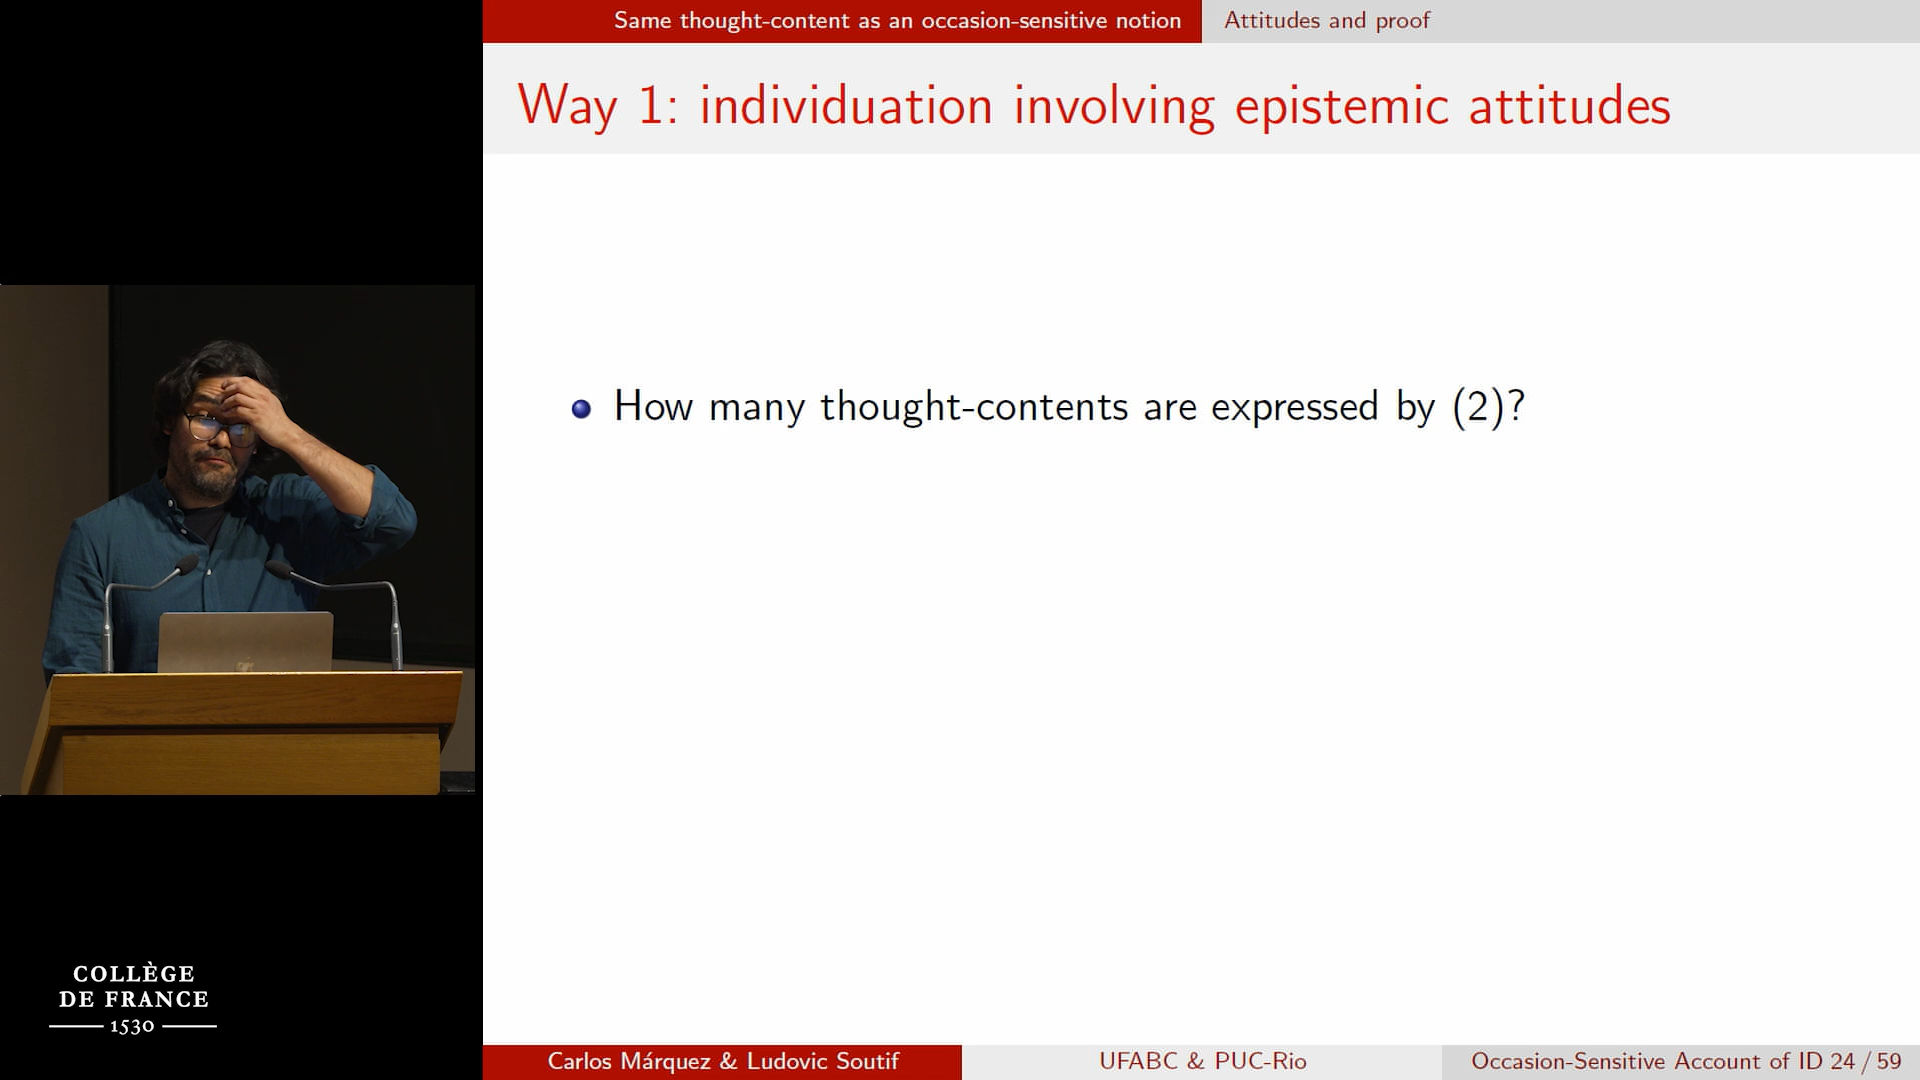 Same thought-content as an occasion-sensitive notion
Attitudes and proof
Way 1: individuation involving epistemic attitudes
How many thought-contents are expressed by (2)?
COLLÈGE
DE FRANCE
1530
Carlos Márquez & Ludovic Soutif
UFABC & PUC-Rio
Occasion-Sensitive Account of ID 24 / 59